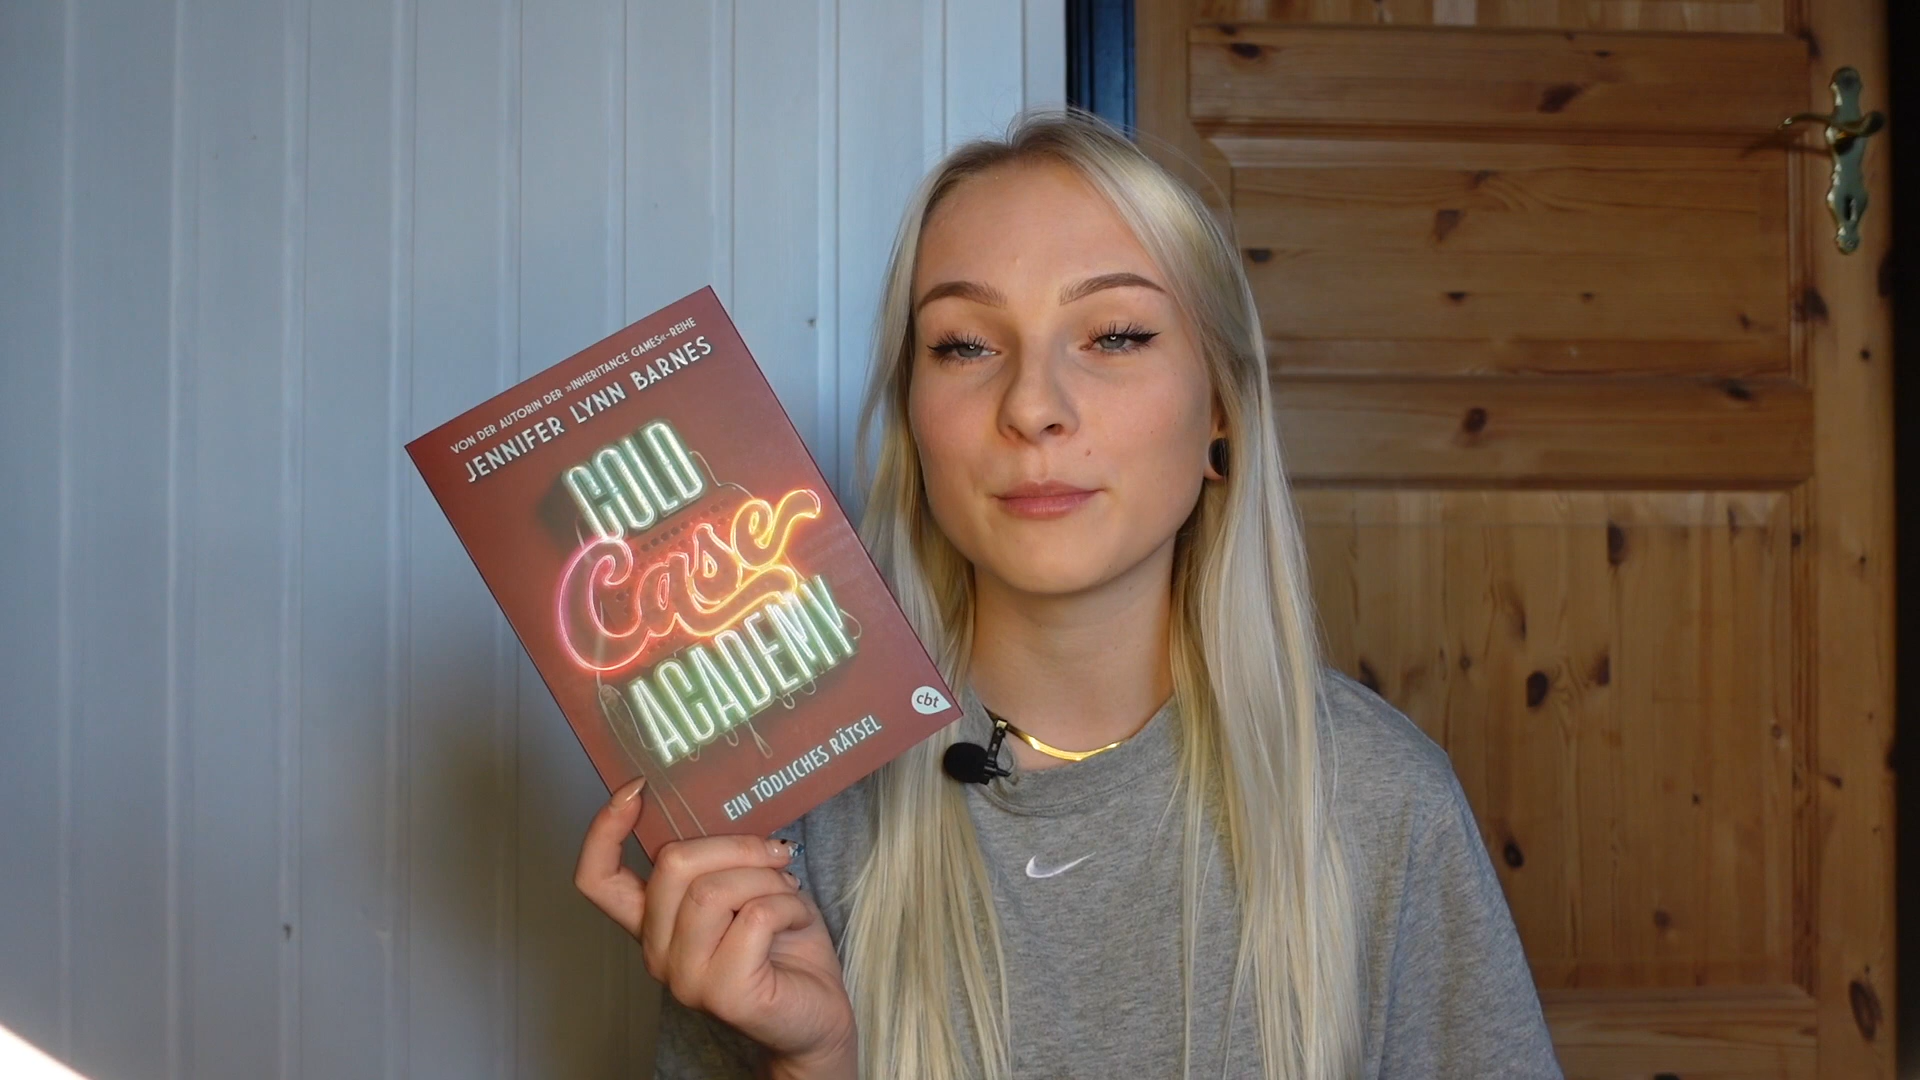 VON DER AUTORIN DER »INHERITANCE GAMES«-REIHE
JENNIFER LYNN BARNES
COLD
Case
ACADEMY
cbt
EIN TÖDLICHES RÄTSEL